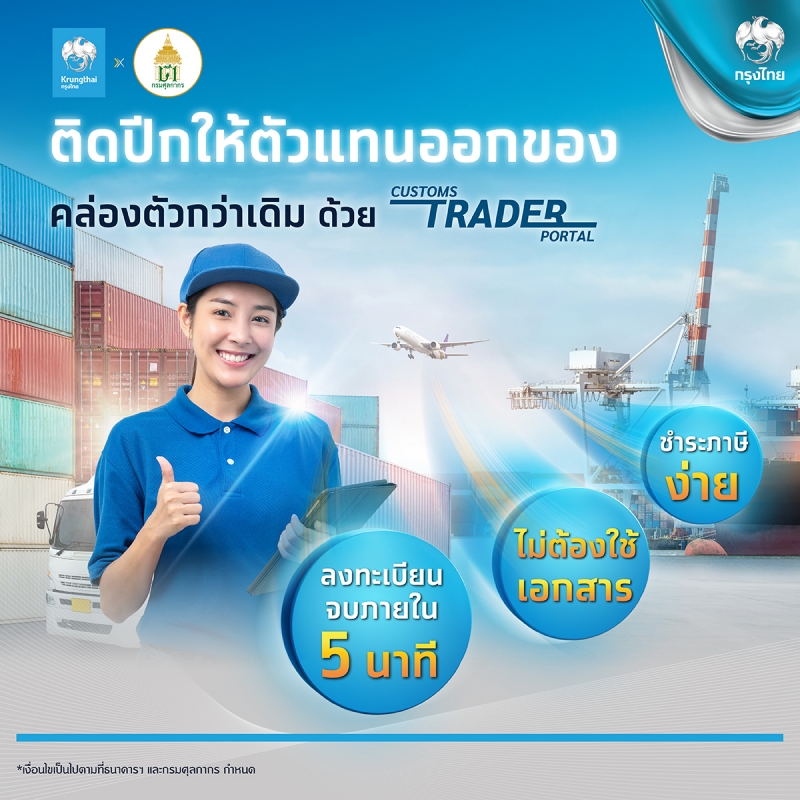 Krungthai
กรุงไทย
กรมศุลกากร
กรุงไทย
ติดปีกให้ตัวแทนออกของ
คล่องตัวกว่าเดิม ด้วย CUSTOMS TRADER PORTAL
ชำระภาษี
ง่าย
ไม่ต้องใช้
เอกสาร
ลงทะเบียน
จบภายใน
5 นาที
*เงื่อนไขเป็นไปตามที่ธนาคารฯ และกรมศุลกากร กำหนด